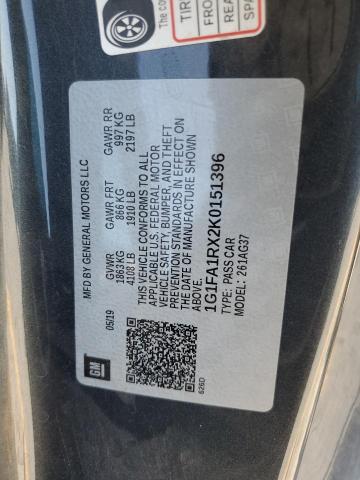 The co
TIR
FRO
REA
SPA
MFD BY GENERAL MOTORS LLC
05/19
GVWR GAWR FRT GAWR RR
1863 KG 866 KG 997 KG
4108 LB 1910 LB 2197 LB
THIS VEHICLE CONFORMS TO ALL
APPLICABLE U.S. FEDERAL MOTOR
VEHICLE SAFETY, BUMPER, AND THEFT
PREVENTION STANDARDS IN EFFECT ON
THE DATE OF MANUFACTURE SHOWN
ABOVE.
1G1FA1RX2K0151396
TYPE: PASS CAR
MODEL: 261AG37
GM
626D